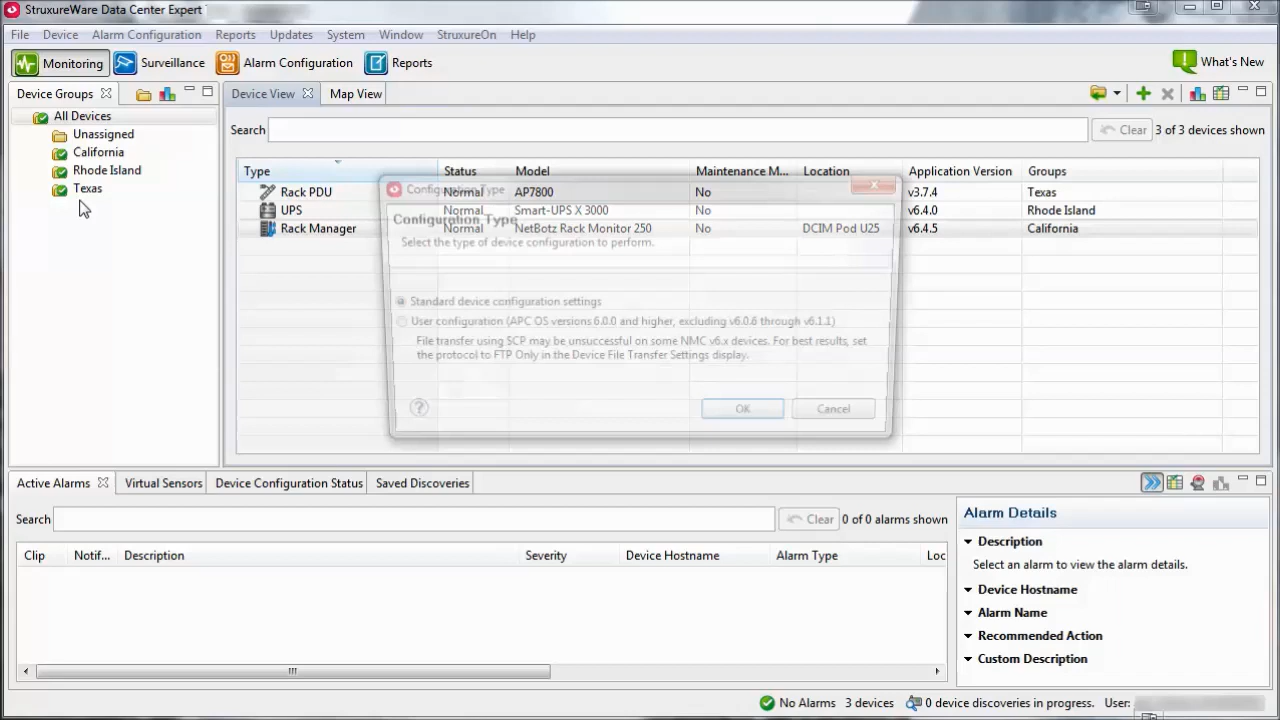 StruxureWare Data Center Expert
File Device Alarm Configuration Reports Updates System Window StruxureOn Help
Monitoring Surveillance Alarm Configuration Reports What's New
Device Groups Device View Map View
All Devices
Unassigned
California
Rhode Island
Texas
Search Clear 3 of 3 devices shown
Type Status Model Maintenance M... Location Application Version Groups
Rack PDU Normal AP7800 No v3.7.4 Texas
UPS Normal Smart-UPS X 3000 No v6.4.0 Rhode Island
Rack Manager Normal NetBotz Rack Monitor 250 No DCIM Pod U25 v6.4.5 California
Configuration Type
Configuration Type
Select the type of device configuration to perform.
Standard device configuration settings
User configuration (APC OS versions 6.0.0 and higher, excluding v6.0.6 through v6.1.1)
File transfer using SCP may be unsuccessful on some NMC v6.x devices. For best results, set
the protocol to FTP Only in the Device File Transfer Settings display.
? OK Cancel
Active Alarms Virtual Sensors Device Configuration Status Saved Discoveries
Search Clear 0 of 0 alarms shown
Clip Notif... Description Severity Device Hostname Alarm Type Loc
Alarm Details
Description
Select an alarm to view the alarm details.
Device Hostname
Alarm Name
Recommended Action
Custom Description
No Alarms 3 devices 0 device discoveries in progress. User: